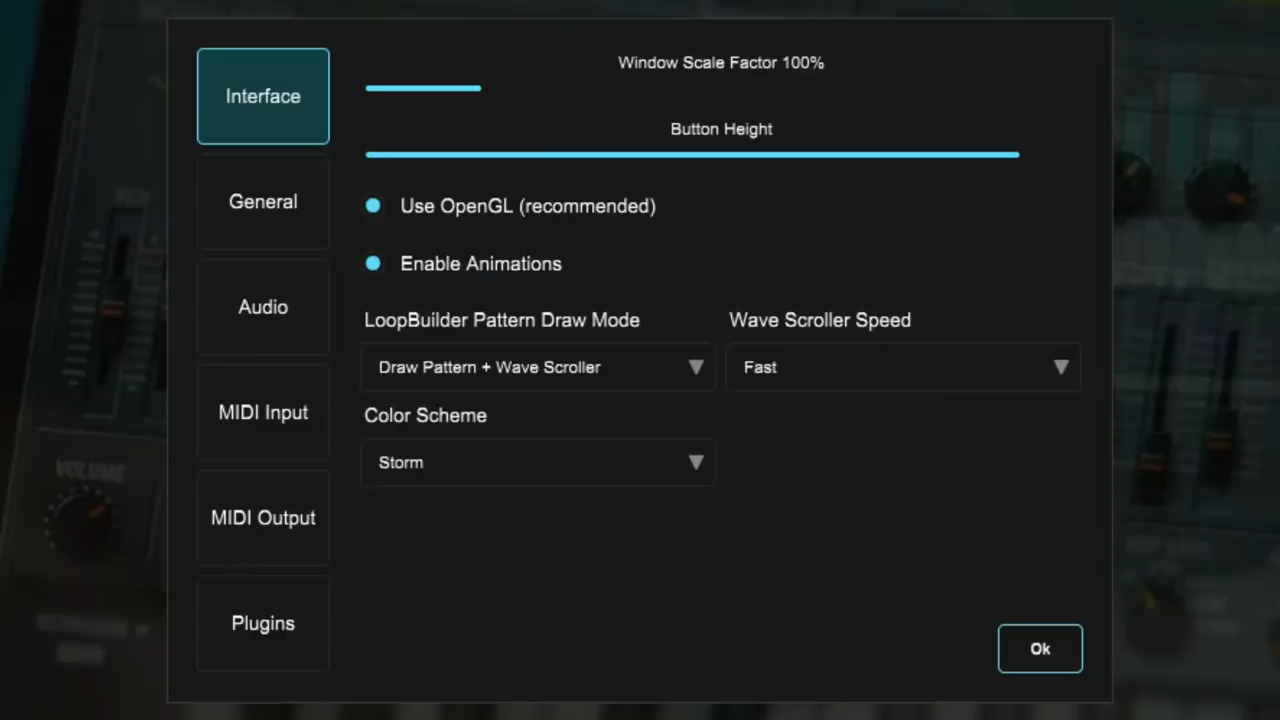 Interface
General
Audio
MIDI Input
MIDI Output
Plugins
Window Scale Factor 100%
Button Height
Use OpenGL (recommended)
Enable Animations
LoopBuilder Pattern Draw Mode
Draw Pattern + Wave Scroller
Wave Scroller Speed
Fast
Color Scheme
Storm
Ok
VOLUME